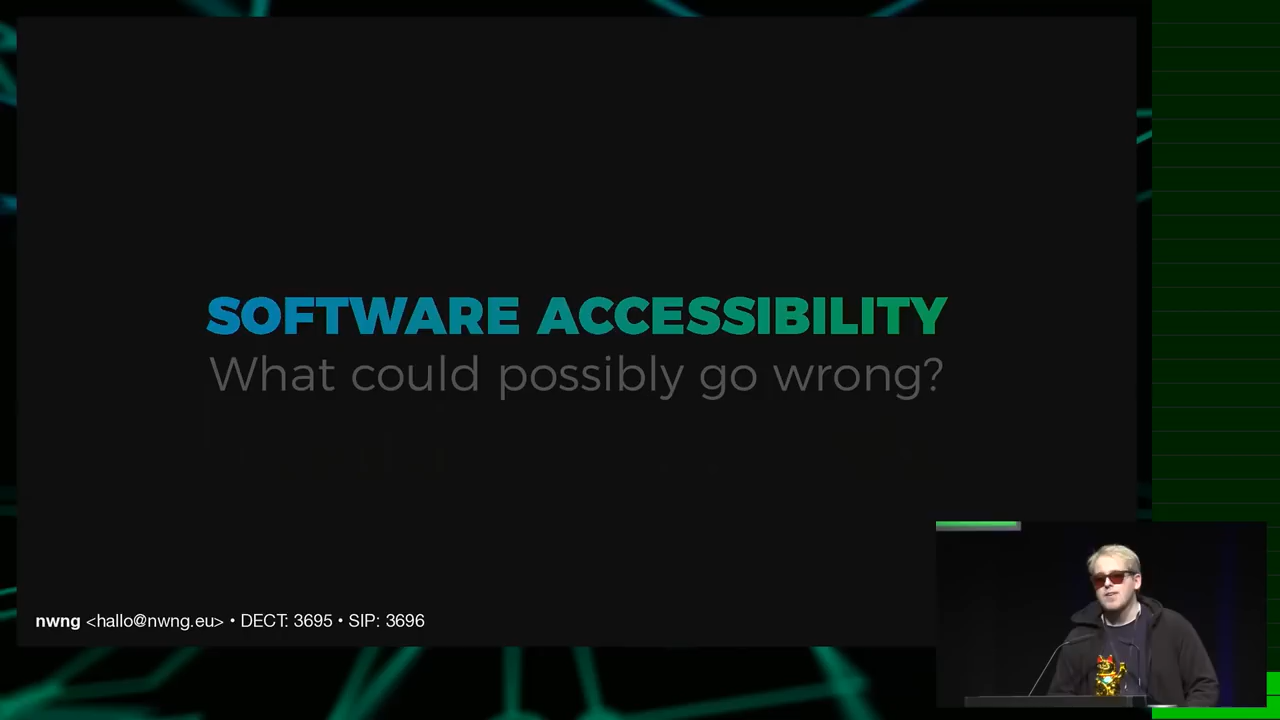 SOFTWARE ACCESSIBILITY
What could possibly go wrong?
nwng <hallo@nwng.eu> • DECT: 3695 • SIP: 3696